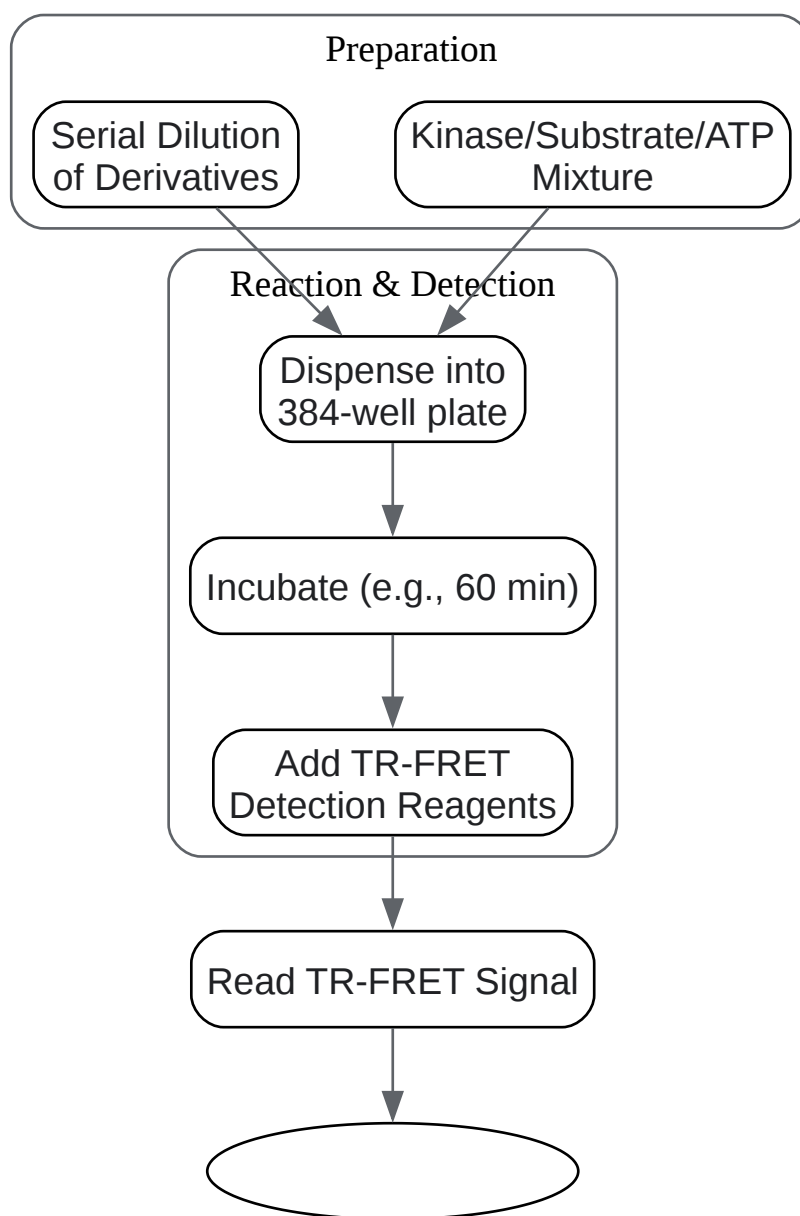 Preparation
Serial Dilution
of Derivatives
Kinase/Substrate/ATP
Mixture
Reaction & Detection
Dispense into
384-well plate
Incubate (e.g., 60 min)
Add TR-FRET
Detection Reagents
Read TR-FRET Signal